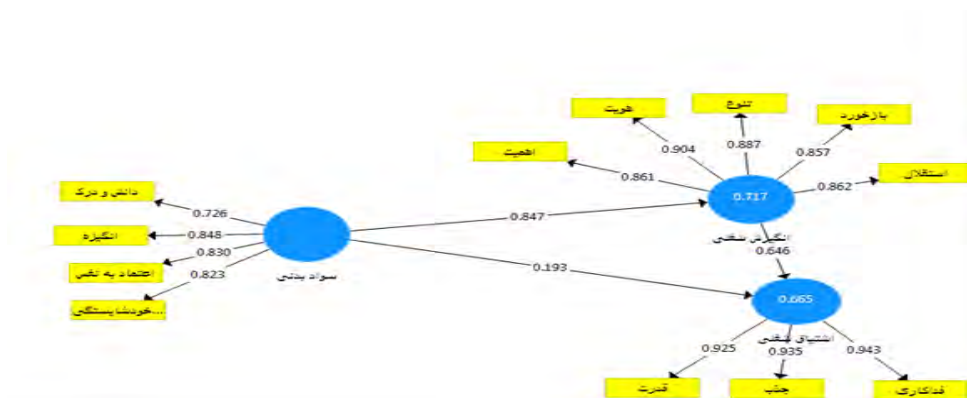 هویت
تنوع
بازخورد
اهمیت
استقلال
0.904
0.887
0.857
0.861
0.862
0.717
انگیزش شغلی
دانش و درک
انگیزه
اعتماد به نفس
خودشایستگی...
0.726
0.848
0.830
0.823
سواد بدنی
0.847
0.193
0.646
0.665
اشتیاق شغلی
0.925
0.935
0.943
قدرت
جذب
فداکاری